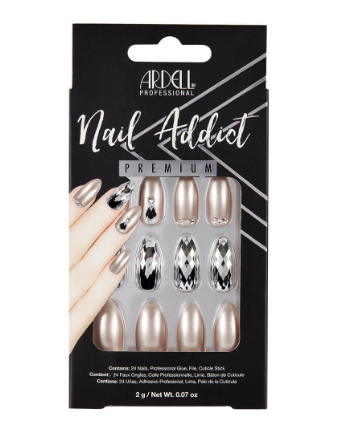 ARDELL®
PROFESSIONAL
Nail Addict
PREMIUM
Contains: 24 Nails, Professional Glue, File, Cuticle Stick
Content: 24 Faux Ongles, Colle Professionnelle, Lime, Bâton de Cuticule
Contiene: 24 Uñas, Adhesivo Profesional, Lima, Palo de la Cutícula
2 g / Net Wt. 0.07 oz